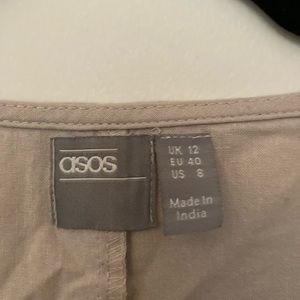 asos
UK 12
EU 40
US 8
Made In
India